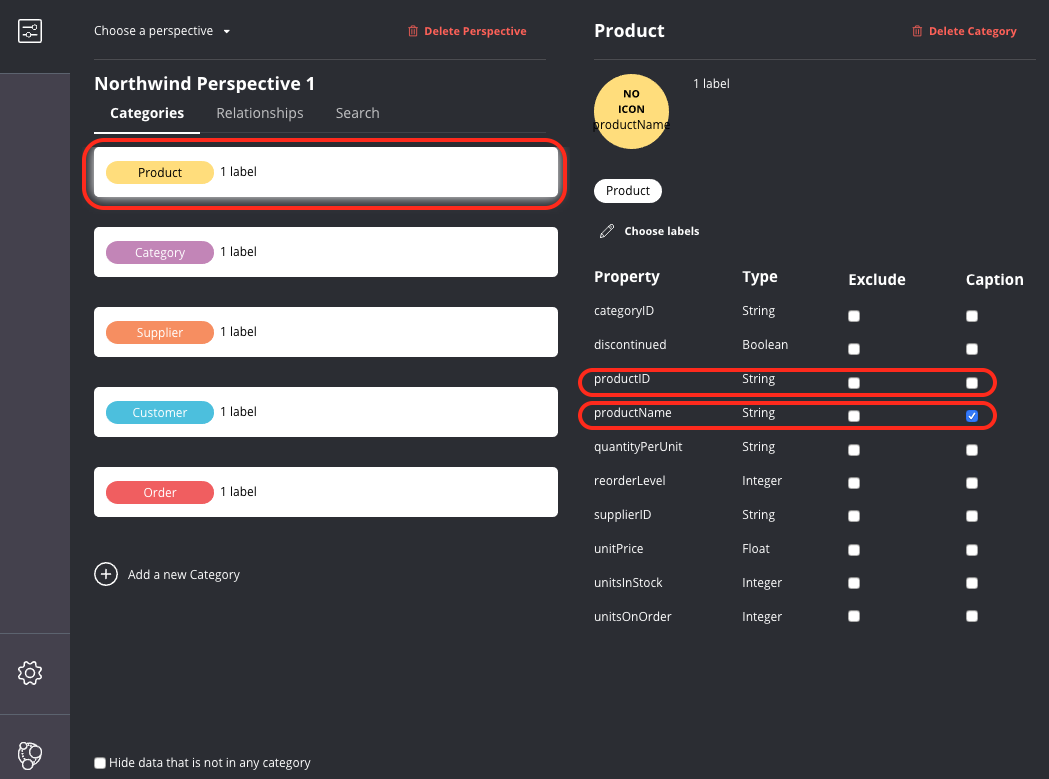 Choose a perspective
Delete Perspective
Northwind Perspective 1
Categories Relationships Search
Product 1 label
Category 1 label
Supplier 1 label
Customer 1 label
Order 1 label
Add a new Category
Hide data that is not in any category
Product
Delete Category
NO
ICON
productName
1 label
Product
Choose labels
Property Type Exclude Caption
categoryID String
discontinued Boolean
productID String
productName String
quantityPerUnit String
reorderLevel Integer
supplierID String
unitPrice Float
unitsInStock Integer
unitsOnOrder Integer